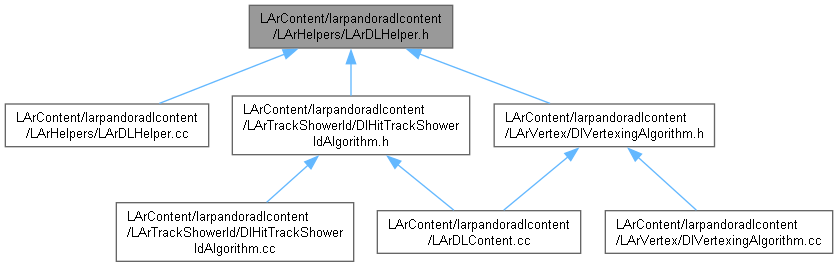 LArContent/larpandoradlcontent
/LArHelpers/LArDLHelper.h
LArContent/larpandoradlcontent
/LArHelpers/LArDLHelper.cc
LArContent/larpandoradlcontent
/LArTrackShowerId/DlHitTrackShower
IdAlgorithm.h
LArContent/larpandoradlcontent
/LArVertex/DlVertexingAlgorithm.h
LArContent/larpandoradlcontent
/LArTrackShowerId/DlHitTrackShower
IdAlgorithm.cc
LArContent/larpandoradlcontent
/LArDLContent.cc
LArContent/larpandoradlcontent
/LArVertex/DlVertexingAlgorithm.cc